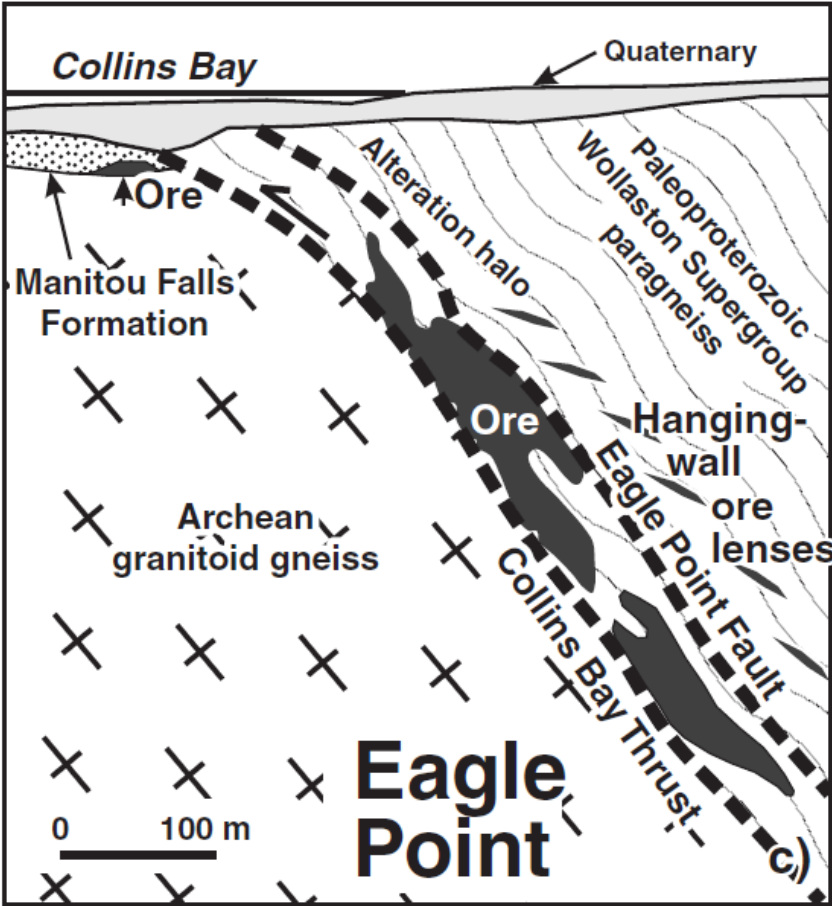 Collins Bay
Quaternary
Ore
Manitou Falls
Formation
Alteration halo
Paleoproterozoic
Wollaston Supergroup
paragneiss
Ore
Hanging-
wall
ore
lenses
Eagle Point Fault
Archean
granitoid gneiss
Collins Bay Thrust
Eagle
Point
0 100 m
c)